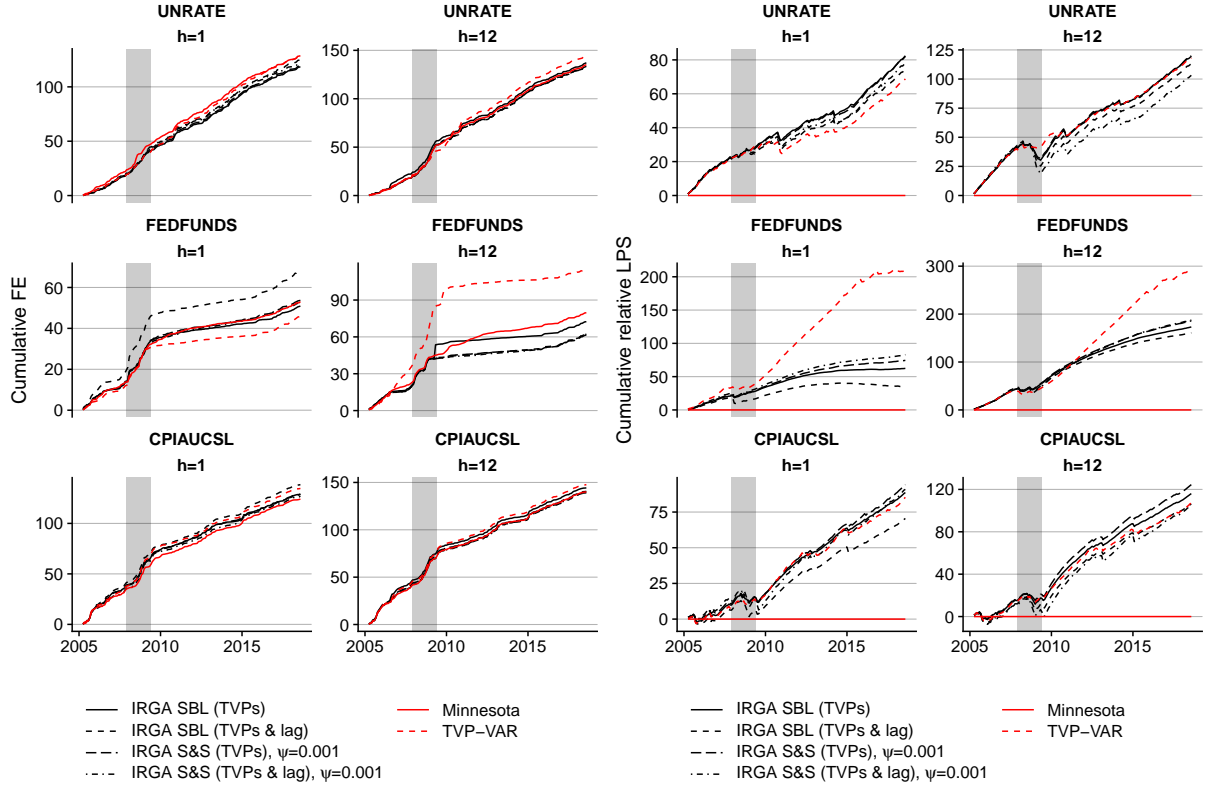 UNRATE
h=1
0
50
100
UNRATE
h=12
0
50
100
150
UNRATE
h=1
0
20
40
60
80
UNRATE
h=12
0
25
50
75
100
125
FEDFUNDS
h=1
0
20
40
60
FEDFUNDS
h=12
0
30
60
90
FEDFUNDS
h=1
0
50
100
150
200
FEDFUNDS
h=12
0
100
200
300
CPIAUCSL
h=1
0
50
100
2005
2010
2015
CPIAUCSL
h=12
0
50
100
150
2005
2010
2015
CPIAUCSL
h=1
0
25
50
75
2005
2010
2015
CPIAUCSL
h=12
0
40
80
120
2005
2010
2015
Cumulative FE
Cumulative relative LPS
IRGA SBL (TVPs)
IRGA SBL (TVPs & lag)
IRGA S&S (TVPs), ψ=0.001
IRGA S&S (TVPs & lag), ψ=0.001
Minnesota
TVP−VAR
IRGA SBL (TVPs)
IRGA SBL (TVPs & lag)
IRGA S&S (TVPs), ψ=0.001
IRGA S&S (TVPs & lag), ψ=0.001
Minnesota
TVP−VAR